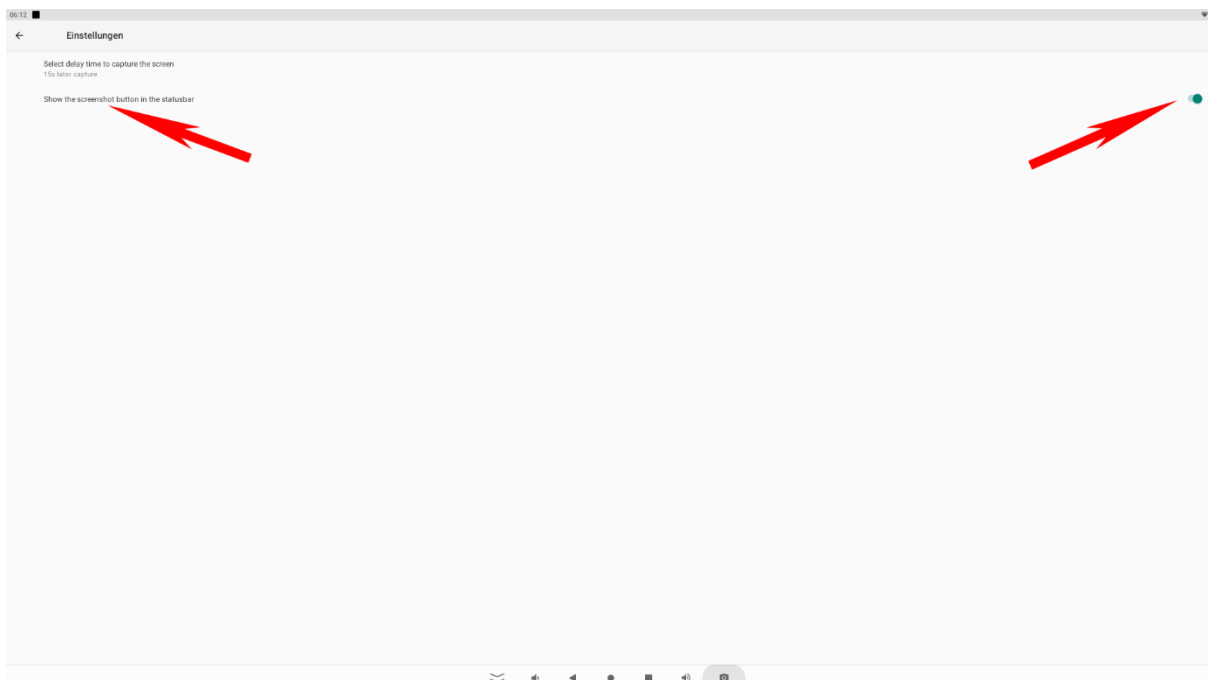 06:12
Einstellungen
Select delay time to capture the screen
15s later capture
Show the screenshot button in the statusbar